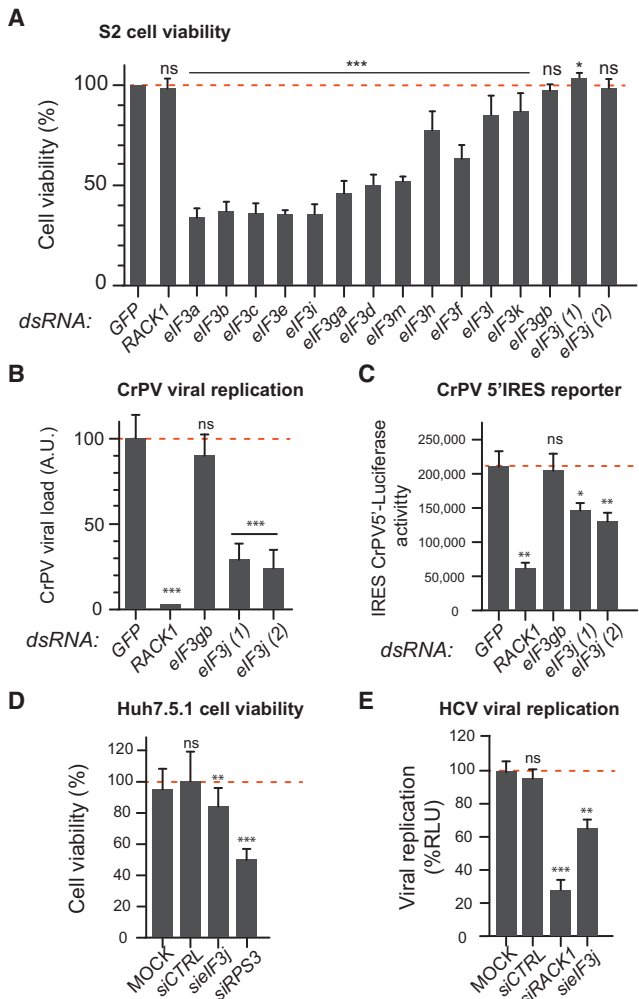 A
S2 cell viability
ns
***
ns
*
ns
Cell viability (%)
100
50
0
dsRNA:
GFP
RACK1
eIF3a
eIF3b
eIF3c
eIF3e
eIF3i
eIF3ga
eIF3d
eIF3m
eIF3h
eIF3f
eIF3l
eIF3k
eIF3gb
eIF3j (1)
eIF3j (2)
B
CrPV viral replication
CrPV viral load (A.U.)
100
50
0
ns
***
***
dsRNA:
GFP
RACK1
eIF3gb
eIF3j (1)
eIF3j (2)
C
CrPV 5'IRES reporter
IRES CrPV5'-Luciferase
activitty
250,000
200,000
150,000
100,000
50,000
0
ns
**
*
**
dsRNA:
GFP
RACK1
eIF3gb
eIF3j (1)
eIF3j (2)
D
Huh7.5.1 cell viability
Cell viability (%)
120
100
80
60
40
20
0
ns
**
***
MOCK
siCTRL
sieIF3j
siRPS3
E
HCV viral replication
Viral replication
(%RLU)
120
100
80
60
40
20
0
ns
***
**
MOCK
siCTRL
siRACK1
sieIF3j